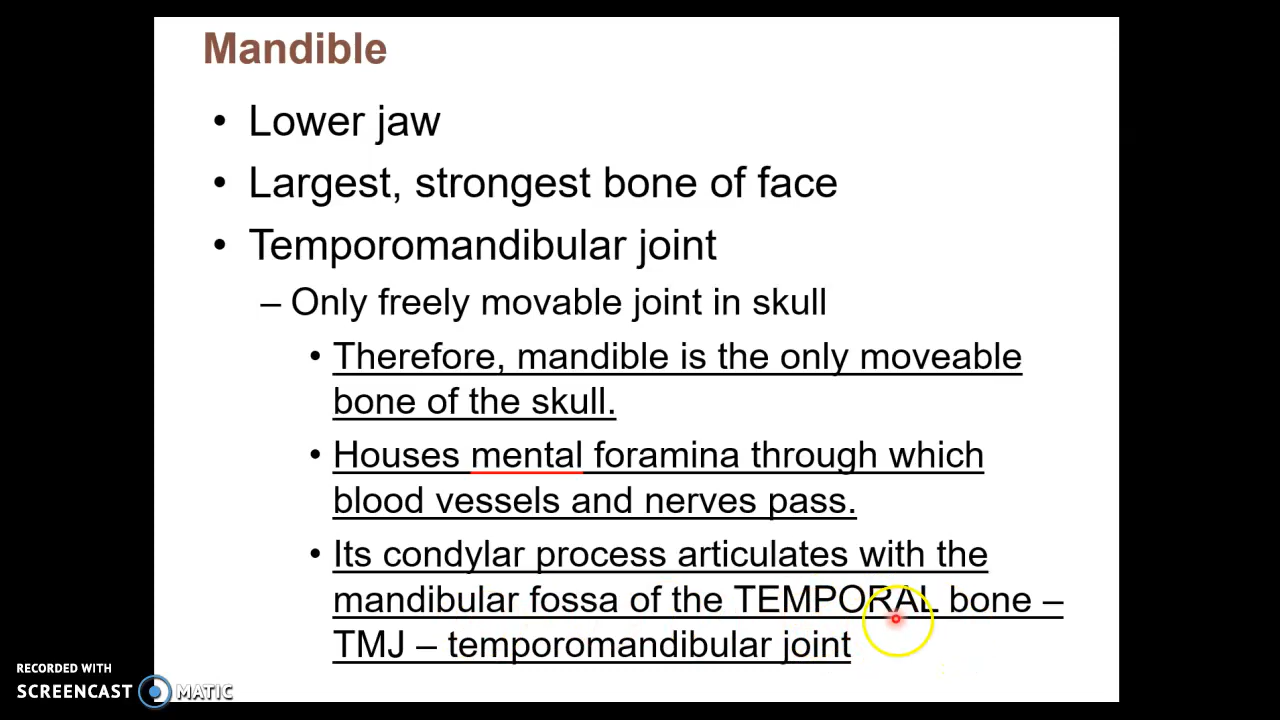 Mandible
• Lower jaw
• Largest, strongest bone of face
• Temporomandibular joint
– Only freely movable joint in skull
• Therefore, mandible is the only moveable
bone of the skull.
• Houses mental foramina through which
blood vessels and nerves pass.
• Its condylar process articulates with the
mandibular fossa of the TEMPORAL bone –
TMJ – temporomandibular joint
RECORDED WITH
SCREENCAST MATIC